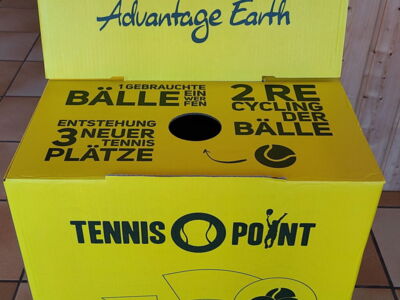 Advantage Earth
1 GEBRAUCHTE
BÄLLE EIN
WER
FEN
2 RE
CYCLING
DER
BÄLLE
ENTSTEHUNG
3 NEUER
TENNIS
PLÄTZE
TENNIS POINT